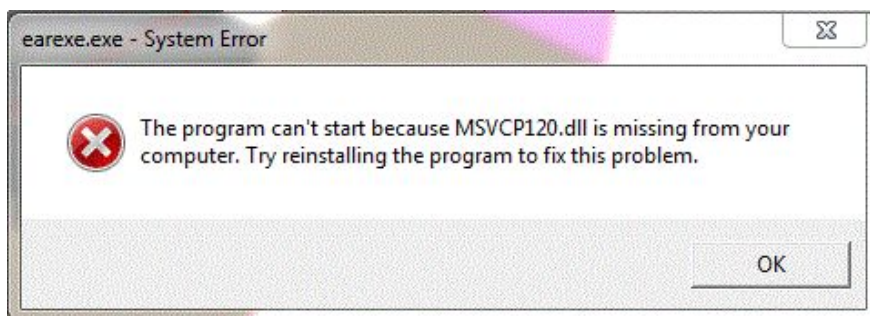 earexe.exe - System Error
The program can't start because MSVCP120.dll is missing from your
computer. Try reinstalling the program to fix this problem.
OK